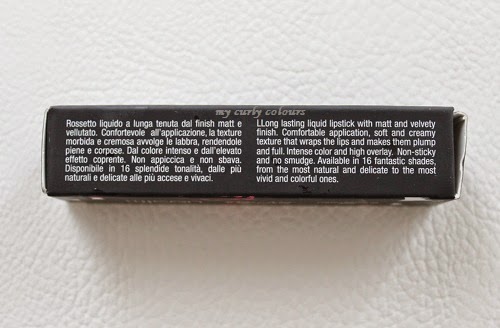 my curly colours
Rossetto liquido a lunga tenuta dal finish matt e
vellutato. Confortevole all'applicazione, la texture
morbida e cremosa avvolge le labbra, rendendole
piene e corpose. Dal colore intenso e dall'elevato
effetto coprente. Non appiccica e non sbava.
Disponibile in 16 splendide tonalità, dalle più
naturali e delicate alle più accese e vivaci.
LLong lasting liquid lipstick with matt and velvety
finish. Comfortable application, soft and creamy
texture that wraps the lips and makes them plump
and full. Intense color and high overlay. Non-sticky
and no smudge. Available in 16 fantastic shades,
from the most natural and delicate to the most
vivid and colorful ones.